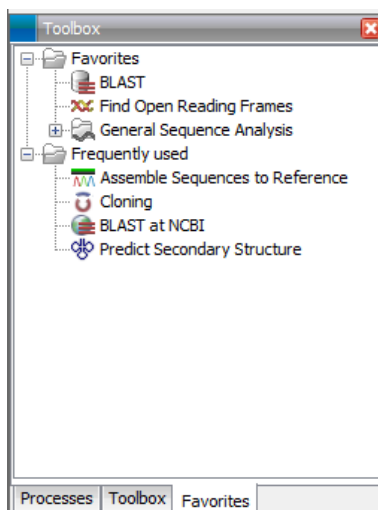 Toolbox
Favorites
BLAST
Find Open Reading Frames
General Sequence Analysis
Frequently used
Assemble Sequences to Reference
Cloning
BLAST at NCBI
Predict Secondary Structure
Processes Toolbox Favorites